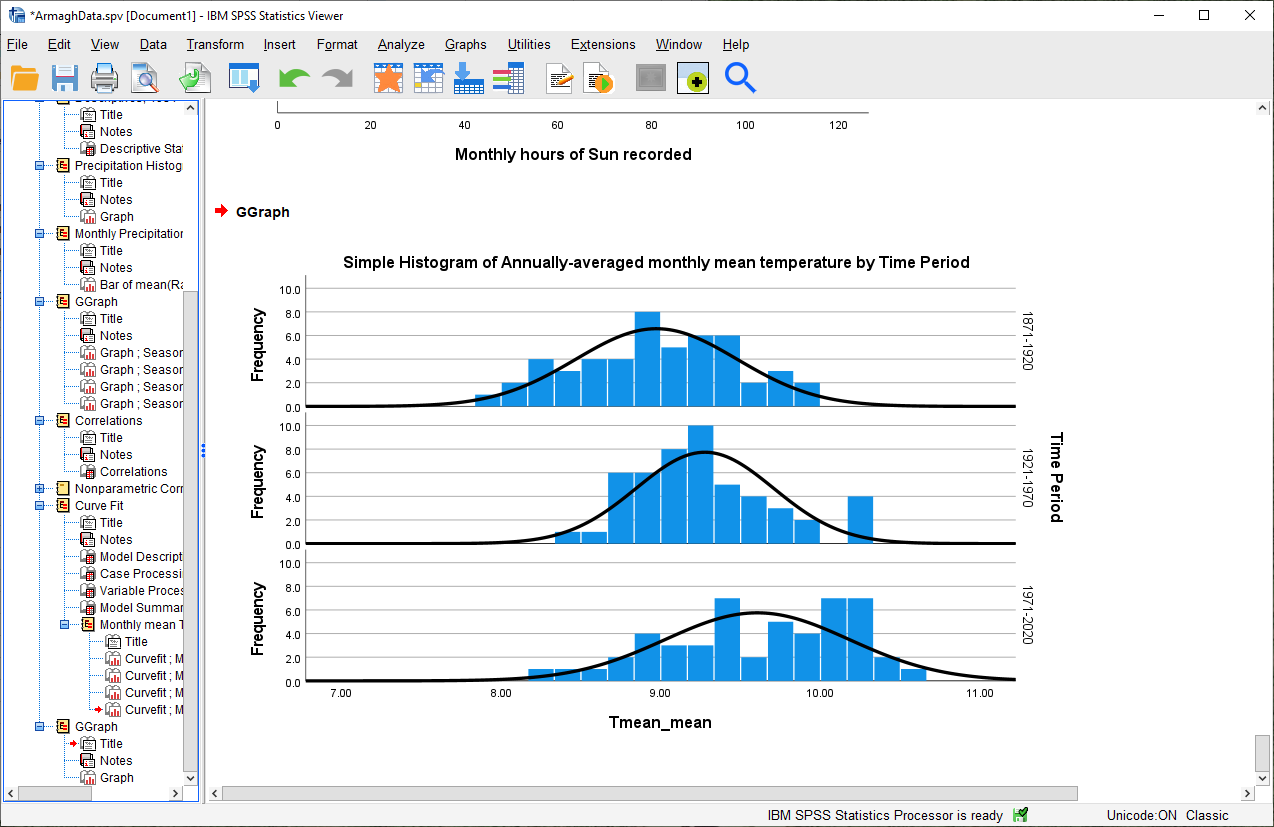 *ArmaghData.spv [Document1] - IBM SPSS Statistics Viewer
File Edit View Data Transform Insert Format Analyze Graphs Utilities Extensions Window Help
Title
Notes
Descriptive Stat
Precipitation Histog
Title
Notes
Graph
Monthly Precipitation
Title
Notes
Bar of mean(Ra
GGraph
Title
Notes
Graph ; Season
Graph ; Season
Graph ; Season
Graph ; Season
Correlations
Title
Notes
Correlations
Nonparametric Corr
Curve Fit
Title
Notes
Model Descripti
Case Processin
Variable Proces
Model Summar
Monthly mean T
Title
Curvefit ; M
Curvefit ; M
Curvefit ; M
Curvefit ; M
GGraph
Title
Notes
Graph
0 20 40 60 80 100 120
Monthly hours of Sun recorded
GGraph
Simple Histogram of Annually-averaged monthly mean temperature by Time Period
Frequency
10.0
8.0
6.0
4.0
2.0
0.0
1871-1920
Frequency
10.0
8.0
6.0
4.0
2.0
0.0
1921-1970
Frequency
10.0
8.0
6.0
4.0
2.0
0.0
1971-2020
Time Period
7.00 8.00 9.00 10.00 11.00
Tmean_mean
IBM SPSS Statistics Processor is ready Unicode:ON Classic